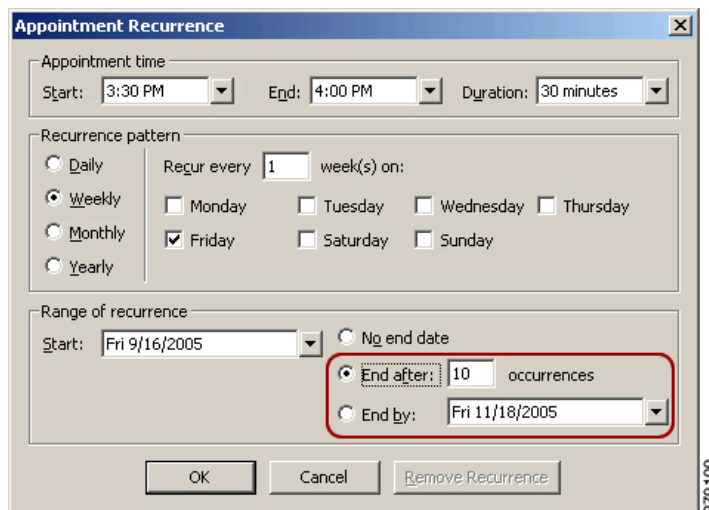 Appointment Recurrence
Appointment time
Start: 3:30 PM End: 4:00 PM Duration: 30 minutes
Recurrence pattern
Daily Recur every 1 week(s) on:
Weekly Monday Tuesday Wednesday Thursday
Monthly Friday Saturday Sunday
Yearly
Range of recurrence
Start: Fri 9/16/2005 No end date
End after: 10 occurrences
End by: Fri 11/18/2005
OK Cancel Remove Recurrence